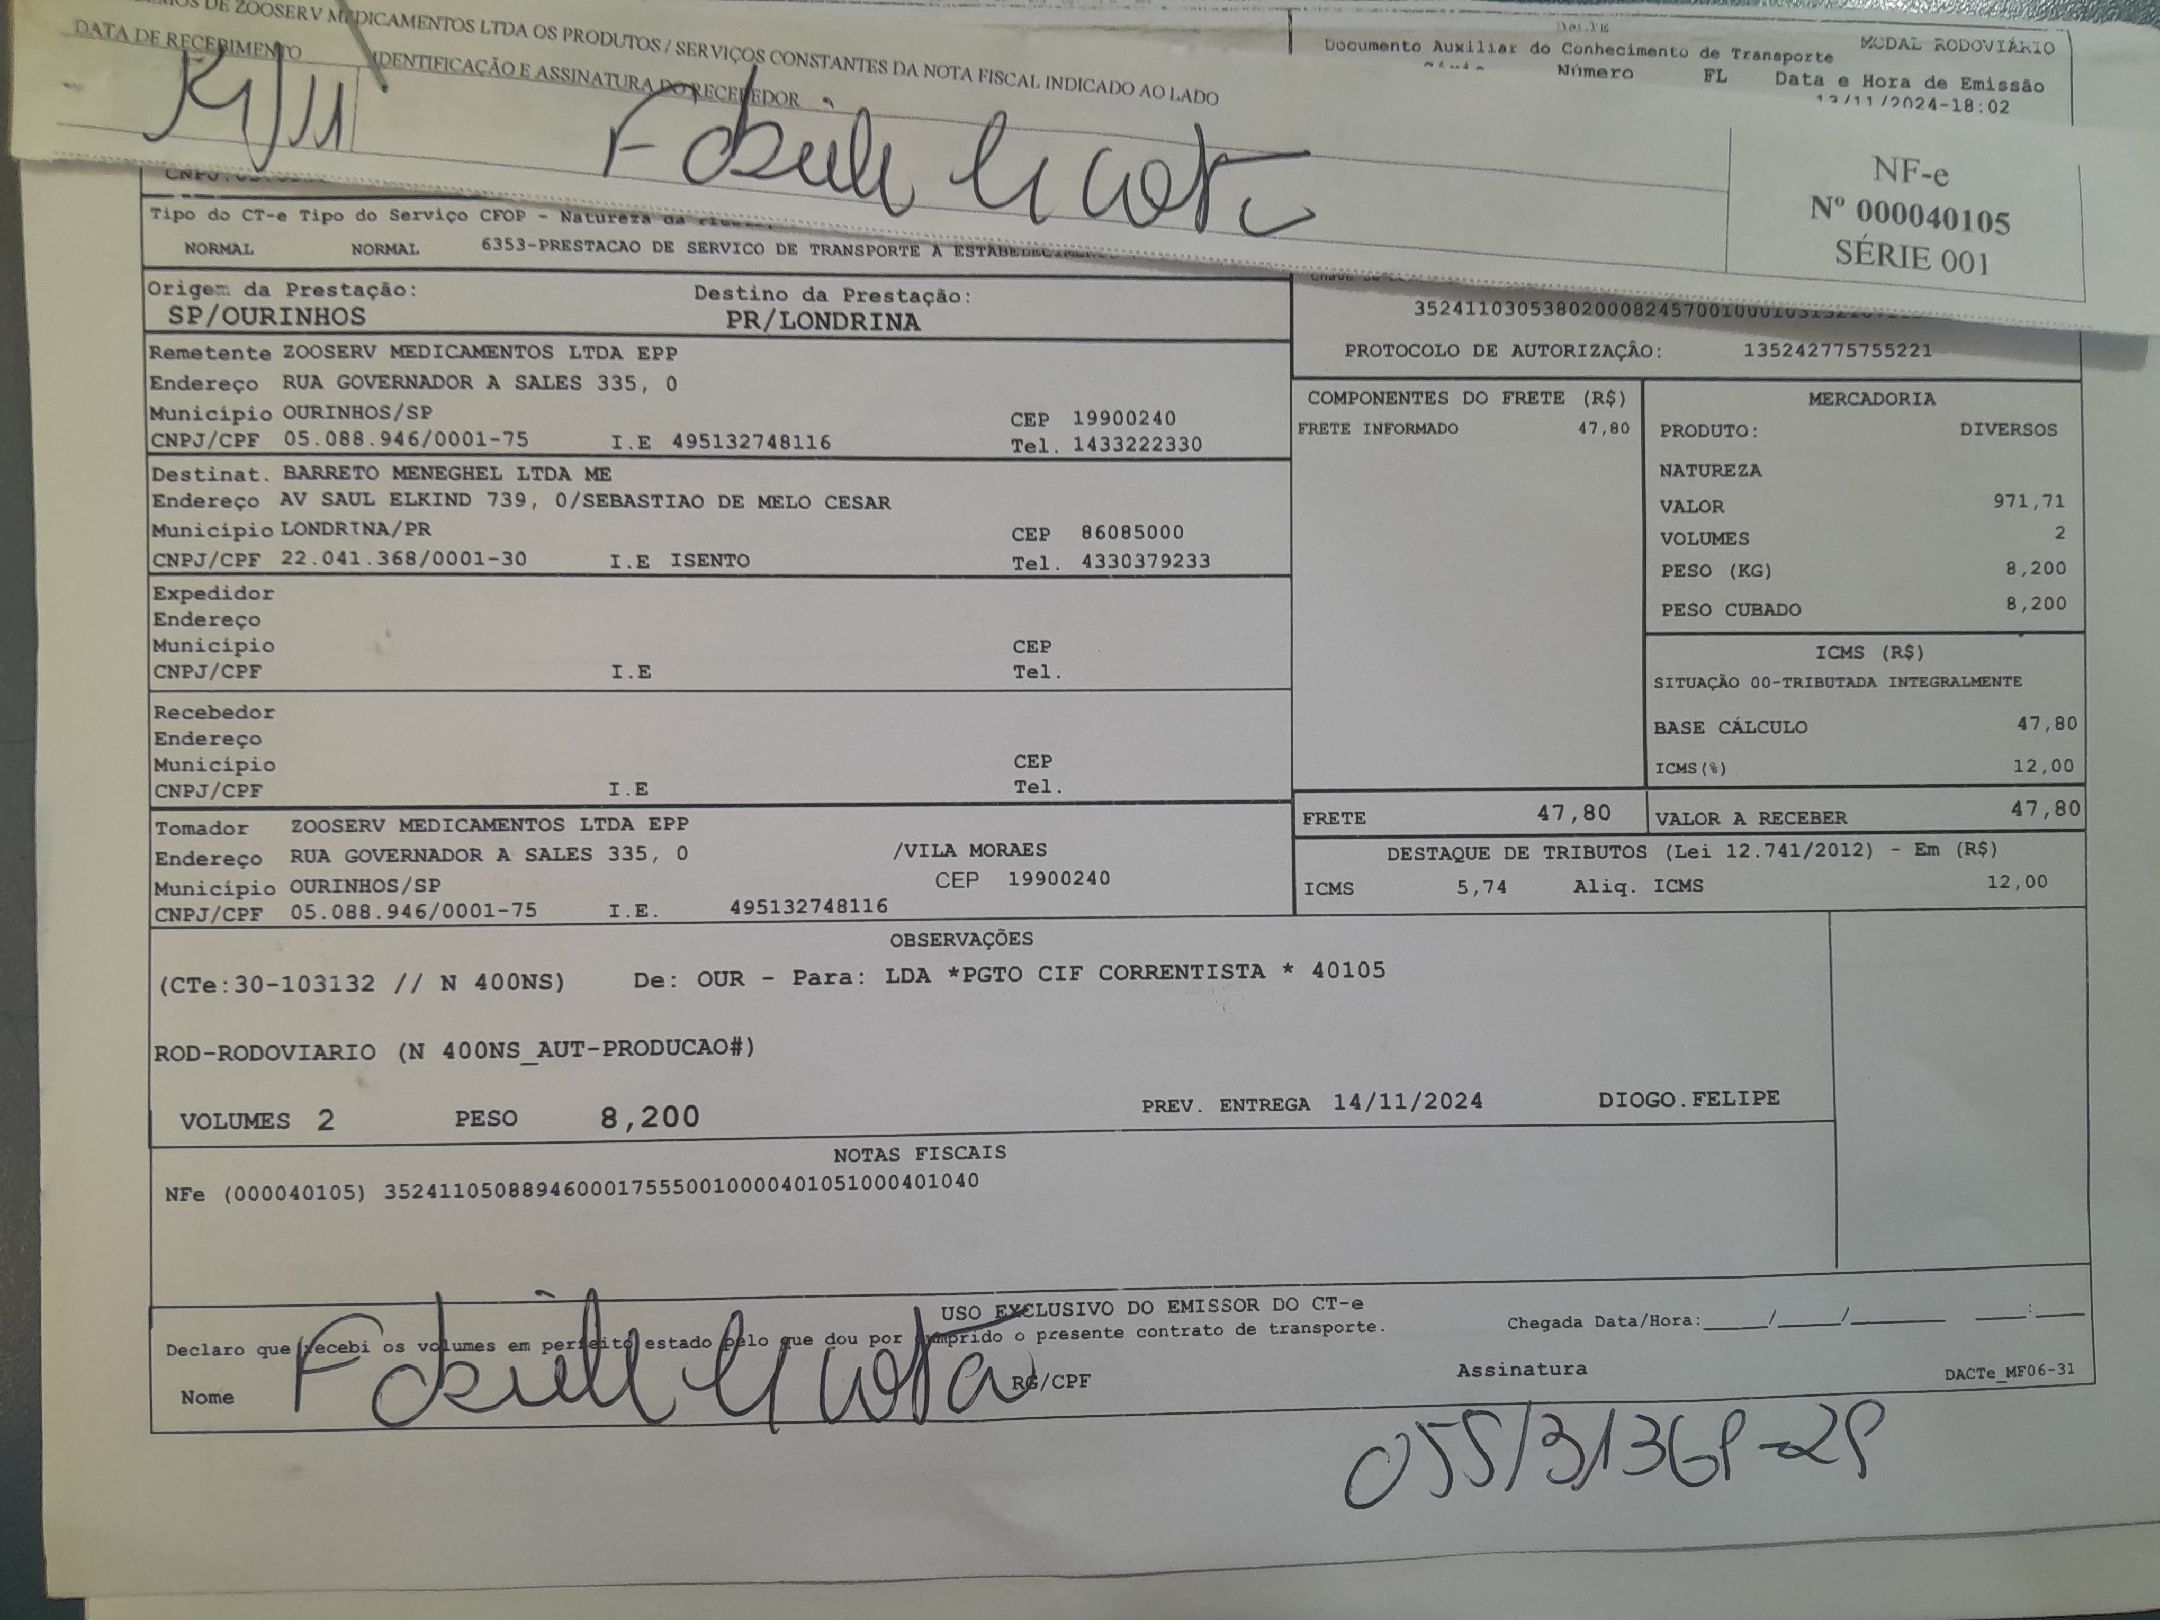 DE ZOOSERV MEDICAMENTOS LTDA OS PRODUTOS / SERVIÇOS CONSTANTES DA NOTA FISCAL INDICADO AO LADO
DATA DE RECEBIMENTO IDENTIFICAÇÃO E ASSINATURA DO RECEBEDOR
NF-e
Nº 000040105
SÉRIE 001
DACTE
Documento Auxiliar do Conhecimento de Transporte
MODAL RODOVIÁRIO
Número FL Data e Hora de Emissão
/11/2024-18:02
Tipo do CT-e Tipo do Serviço CFOP - Natureza da
NORMAL NORMAL 6353-PRESTACAO DE SERVICO DE TRANSPORTE A
Origem da Prestação: Destino da Prestação:
SP/OURINHOS PR/LONDRINA
PROTOCOLO DE AUTORIZAÇÃO: 135242775755221
Remetente ZOOSERV MEDICAMENTOS LTDA EPP
Endereço RUA GOVERNADOR A SALES 335, 0
Município OURINHOS/SP CEP 19900240
CNPJ/CPF 05.088.946/0001-75 I.E 495132748116 Tel. 1433222330
Destinat. BARRETO MENEGHEL LTDA ME
Endereço AV SAUL ELKIND 739, 0/SEBASTIAO DE MELO CESAR
Município LONDRINA/PR CEP 86085000
CNPJ/CPF 22.041.368/0001-30 I.E ISENTO Tel. 4330379233
Expedidor
Endereço
Município CEP
CNPJ/CPF I.E Tel.
Recebedor
Endereço
Município CEP
CNPJ/CPF I.E Tel.
Tomador ZOOSERV MEDICAMENTOS LTDA EPP
Endereço RUA GOVERNADOR A SALES 335, 0 /VILA MORAES
Município OURINHOS/SP CEP 19900240
CNPJ/CPF 05.088.946/0001-75 I.E. 495132748116
COMPONENTES DO FRETE (R$)
FRETE INFORMADO 47,80
MERCADORIA
PRODUTO: DIVERSOS
NATUREZA
VALOR 971,71
VOLUMES 2
PESO (KG) 8,200
PESO CUBADO 8,200
ICMS (R$)
SITUAÇÃO 00-TRIBUTADA INTEGRALMENTE
BASE CÁLCULO 47,80
ICMS(%) 12,00
FRETE 47,80 VALOR A RECEBER 47,80
DESTAQUE DE TRIBUTOS (Lei 12.741/2012) - Em (R$)
ICMS 5,74 Aliq. ICMS 12,00
OBSERVAÇÕES
(CTe:30-103132 // N 400NS) De: OUR - Para: LDA *PGTO CIF CORRENTISTA * 40105
ROD-RODOVIARIO (N 400NS_AUT-PRODUCAO#)
VOLUMES 2 PESO 8,200 PREV. ENTREGA 14/11/2024 DIOGO.FELIPE
NOTAS FISCAIS
NFe (000040105) 35241105088946000175550010000401051000401040
USO EXCLUSIVO DO EMISSOR DO CT-e
Declaro que recebi os volumes em perfeito estado pelo que dou por cumprido o presente contrato de transporte.
Chegada Data/Hora:____/____/______ ____:____
Nome RG/CPF Assinatura DACTe_MF06-31